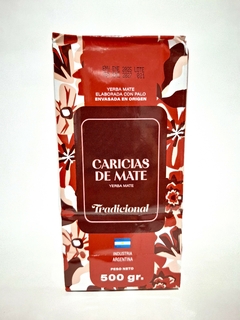 YERBA MATE
ELABORADA CON PALO
ENVASADA EN ORIGEN
CARICIAS
DE MATE
YERBA MATE
Tradicional
INDUSTRIA
ARGENTINA
PESO NETO
500 gr.